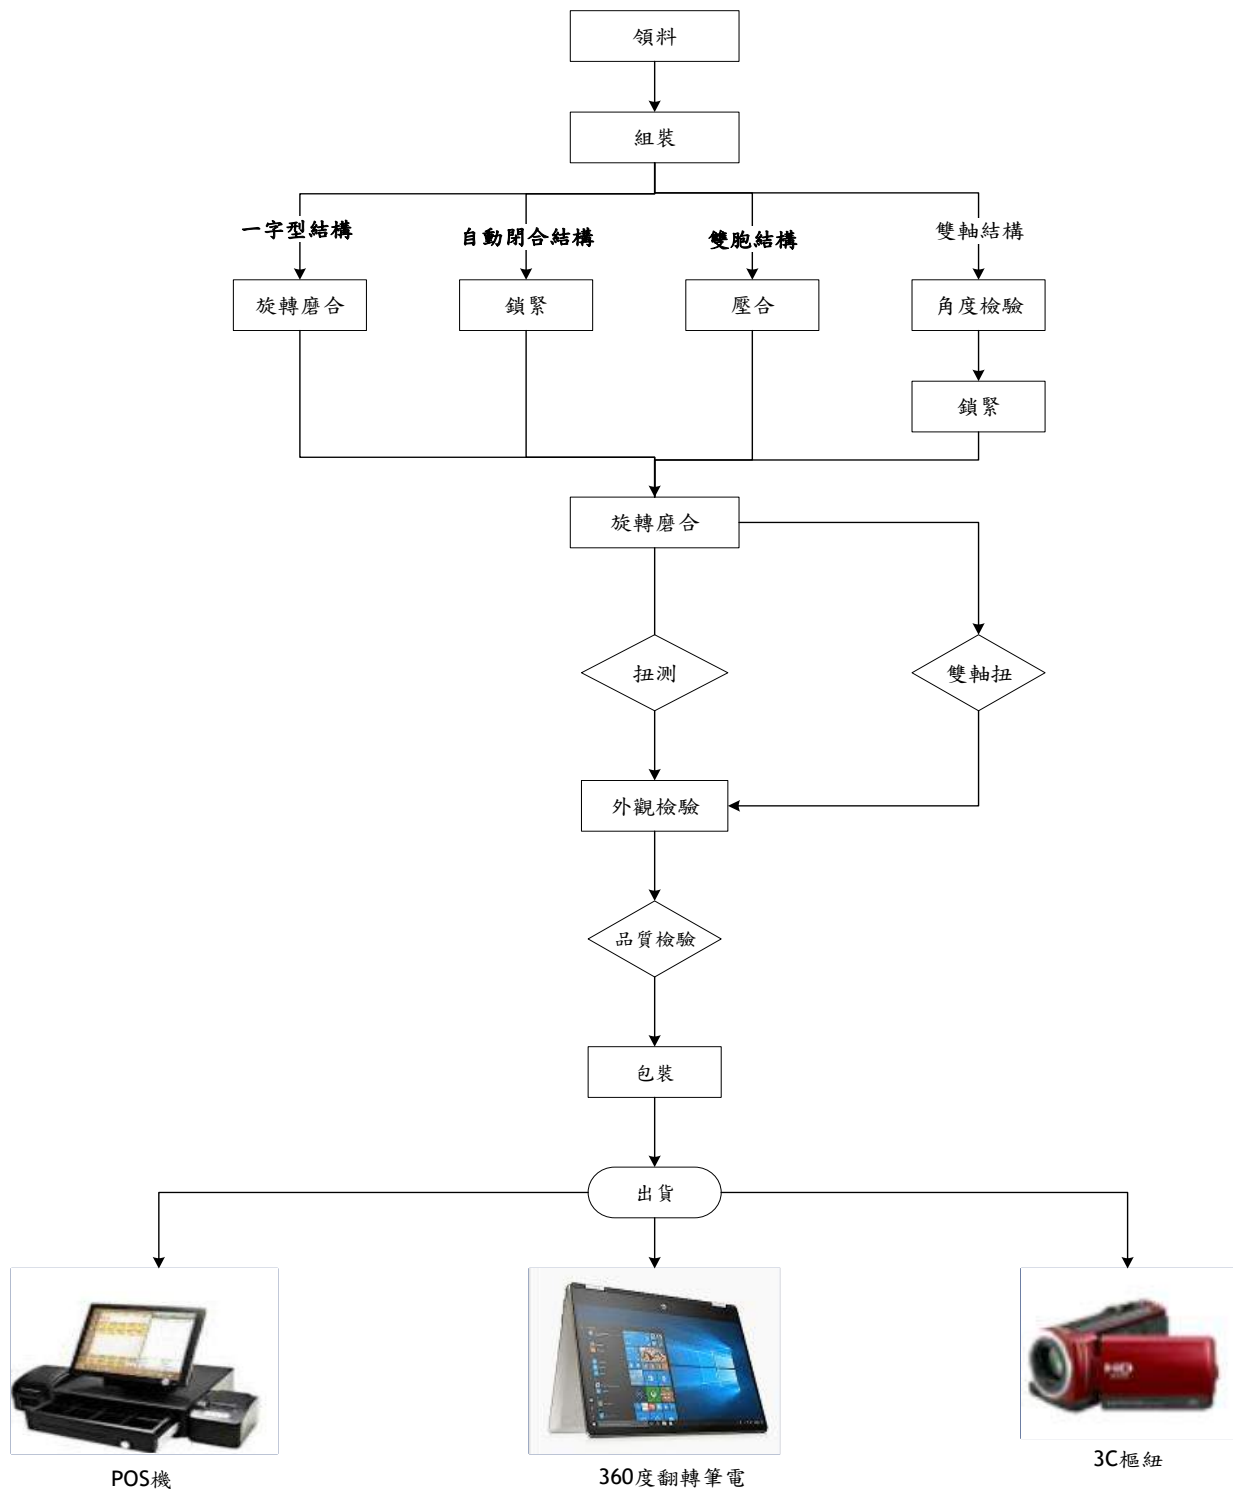 領料
組裝
一字型結構
自動閉合結構
雙胞結構
雙軸結構
旋轉磨合
鎖緊
壓合
角度檢驗
鎖緊
旋轉磨合
扭測
雙軸扭
外觀檢驗
品質檢驗
包裝
出貨
HD
POS機
360度翻轉筆電
3C樞紐